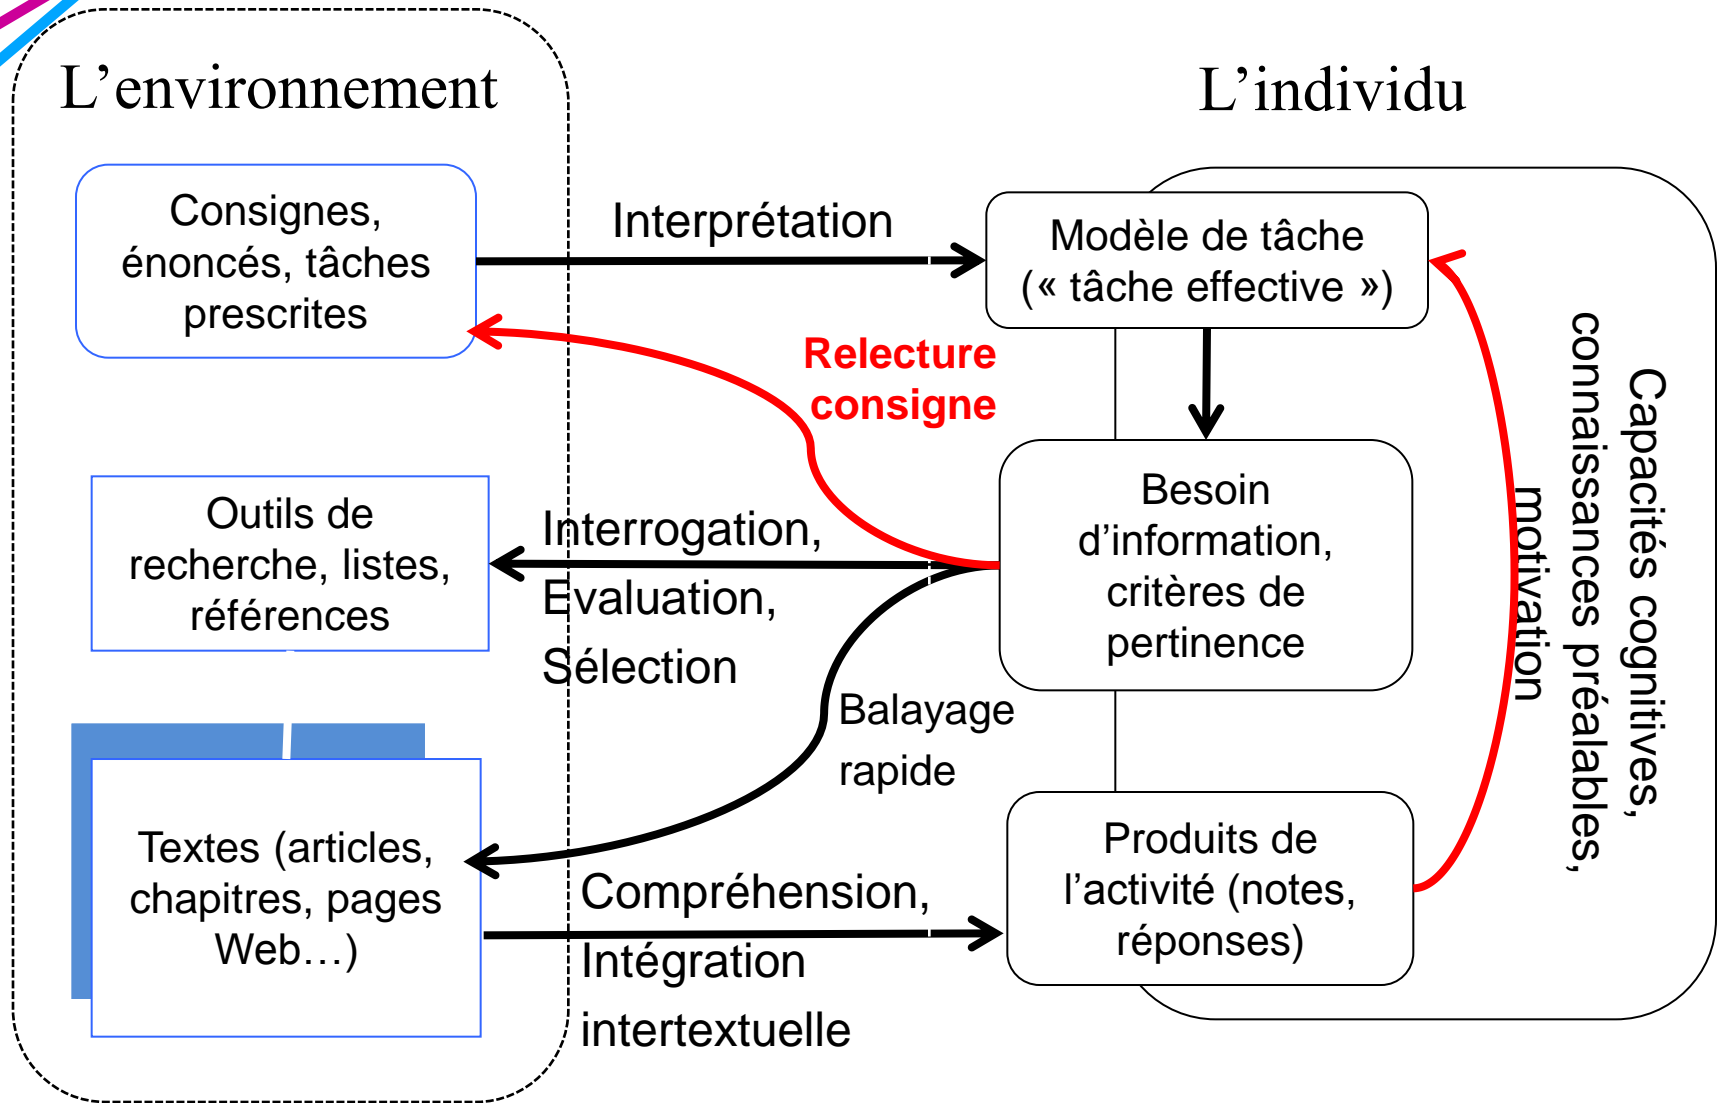 L’environnement
L’individu
Consignes,
énoncés, tâches
prescrites
Interprétation
Modèle de tâche
(« tâche effective »)
Relecture
consigne
Outils de
recherche, listes,
références
Interrogation,
Evaluation,
Sélection
Besoin
d’information,
critères de
pertinence
Balayage
rapide
Textes (articles,
chapitres, pages
Web…)
Compréhension,
Intégration
intertextuelle
Produits de
l’activité (notes,
réponses)
Capacités cognitives,
connaissances préalables,
motivation